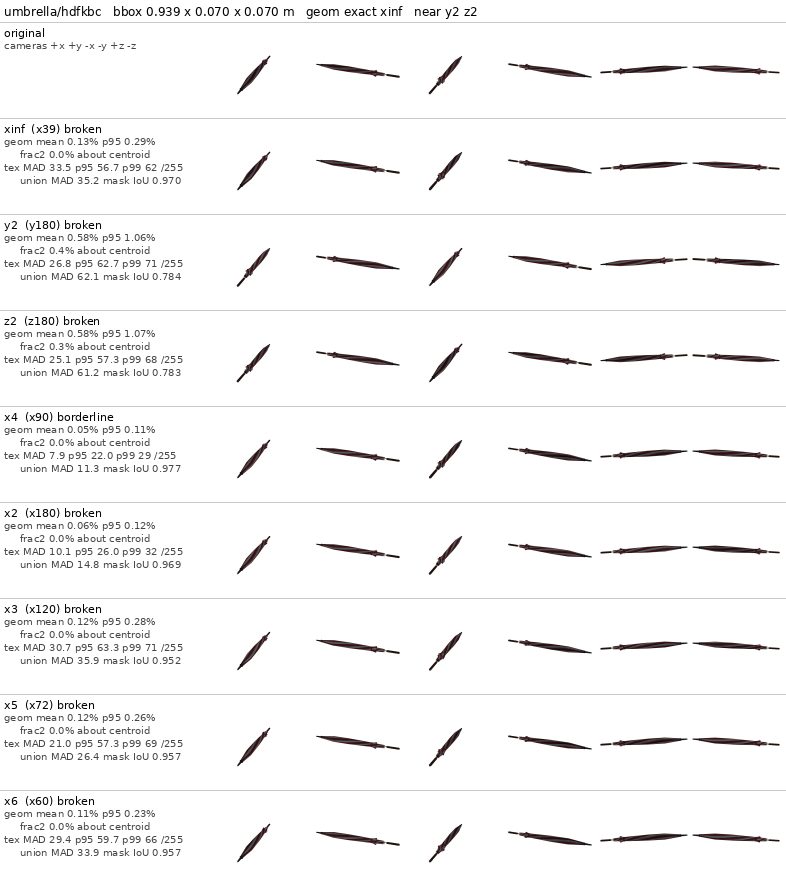 umbrella/hdfkbc bbox 0.939 x 0.070 x 0.070 m geom exact xinf near y2 z2
original
cameras +x +y -x -y +z -z
xinf (x39) broken
geom mean 0.13% p95 0.29%
frac2 0.0% about centroid
tex MAD 33.5 p95 56.7 p99 62 /255
union MAD 35.2 mask IoU 0.970
y2 (y180) broken
geom mean 0.58% p95 1.06%
frac2 0.4% about centroid
tex MAD 26.8 p95 62.7 p99 71 /255
union MAD 62.1 mask IoU 0.784
z2 (z180) broken
geom mean 0.58% p95 1.07%
frac2 0.3% about centroid
tex MAD 25.1 p95 57.3 p99 68 /255
union MAD 61.2 mask IoU 0.783
x4 (x90) borderline
geom mean 0.05% p95 0.11%
frac2 0.0% about centroid
tex MAD 7.9 p95 22.0 p99 29 /255
union MAD 11.3 mask IoU 0.977
x2 (x180) broken
geom mean 0.06% p95 0.12%
frac2 0.0% about centroid
tex MAD 10.1 p95 26.0 p99 32 /255
union MAD 14.8 mask IoU 0.969
x3 (x120) broken
geom mean 0.12% p95 0.28%
frac2 0.0% about centroid
tex MAD 30.7 p95 63.3 p99 71 /255
union MAD 35.9 mask IoU 0.952
x5 (x72) broken
geom mean 0.12% p95 0.26%
frac2 0.0% about centroid
tex MAD 21.0 p95 57.3 p99 69 /255
union MAD 26.4 mask IoU 0.957
x6 (x60) broken
geom mean 0.11% p95 0.23%
frac2 0.0% about centroid
tex MAD 29.4 p95 59.7 p99 66 /255
union MAD 33.9 mask IoU 0.957